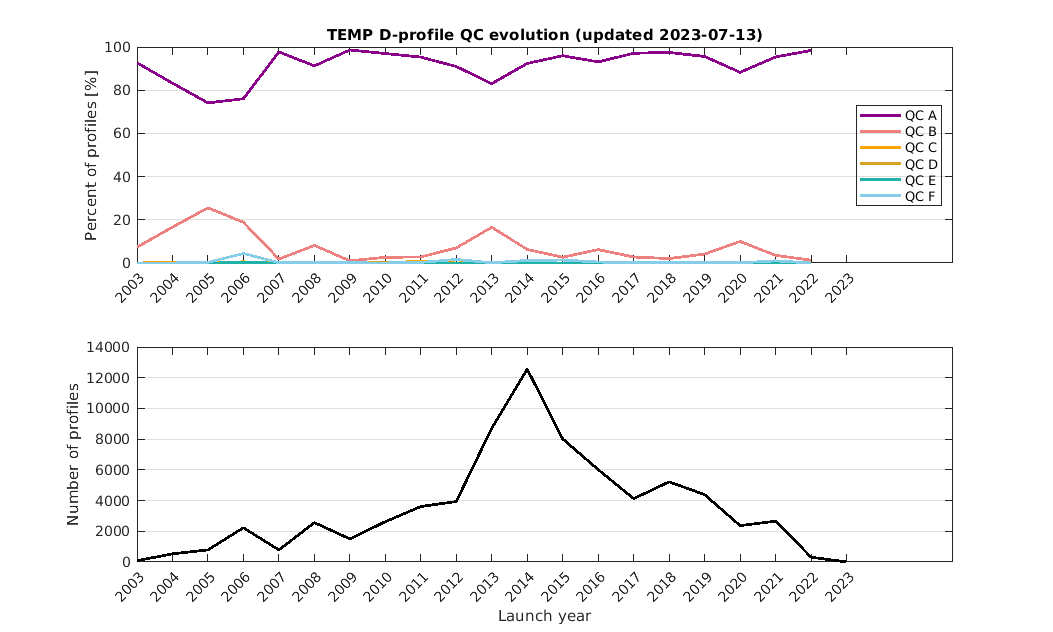 TEMP D-profile QC evolution (updated 2023-07-13)
Percent of profiles [%]
100
80
60
40
20
0
QC A
QC B
QC C
QC D
QC E
QC F
2003 2004 2005 2006 2007 2008 2009 2010 2011 2012 2013 2014 2015 2016 2017 2018 2019 2020 2021 2022 2023
Number of profiles
14000
12000
10000
8000
6000
4000
2000
0
2003 2004 2005 2006 2007 2008 2009 2010 2011 2012 2013 2014 2015 2016 2017 2018 2019 2020 2021 2022 2023
Launch year